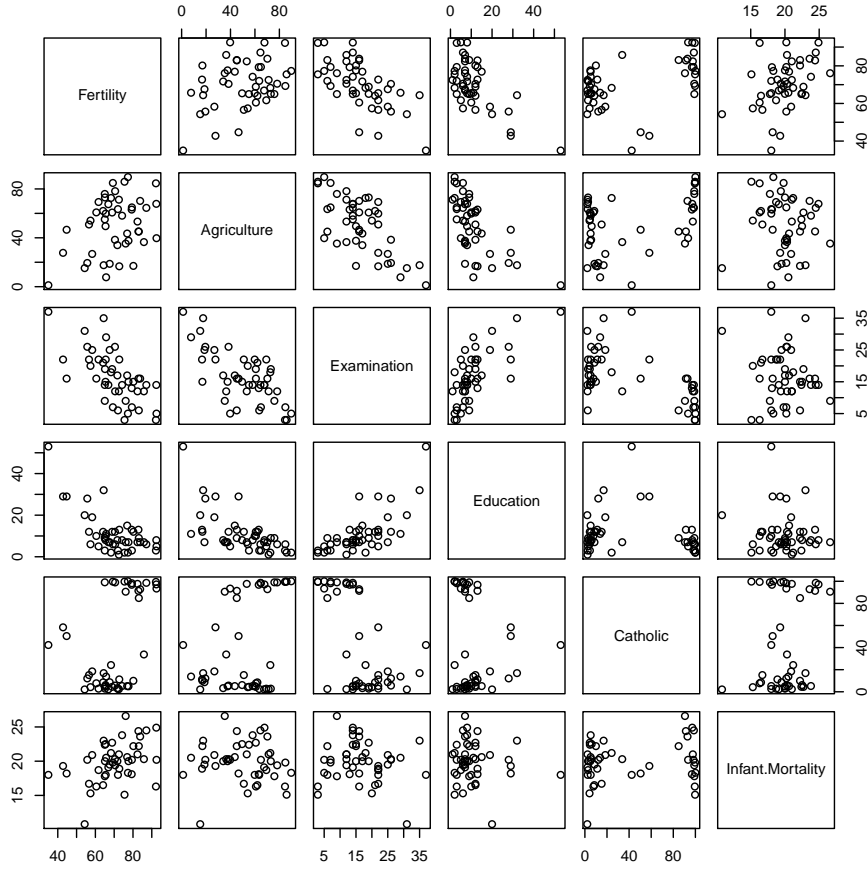 0 40 80 0 20 40 10 15 20 25
Fertility
40 60 80
0 40 80
Agriculture
Examination
5 15 25 35
0 20 40
Education
Catholic
0 40 80
15 20 25
Infant.Mortality
40 60 80 5 15 25 35 0 40 80